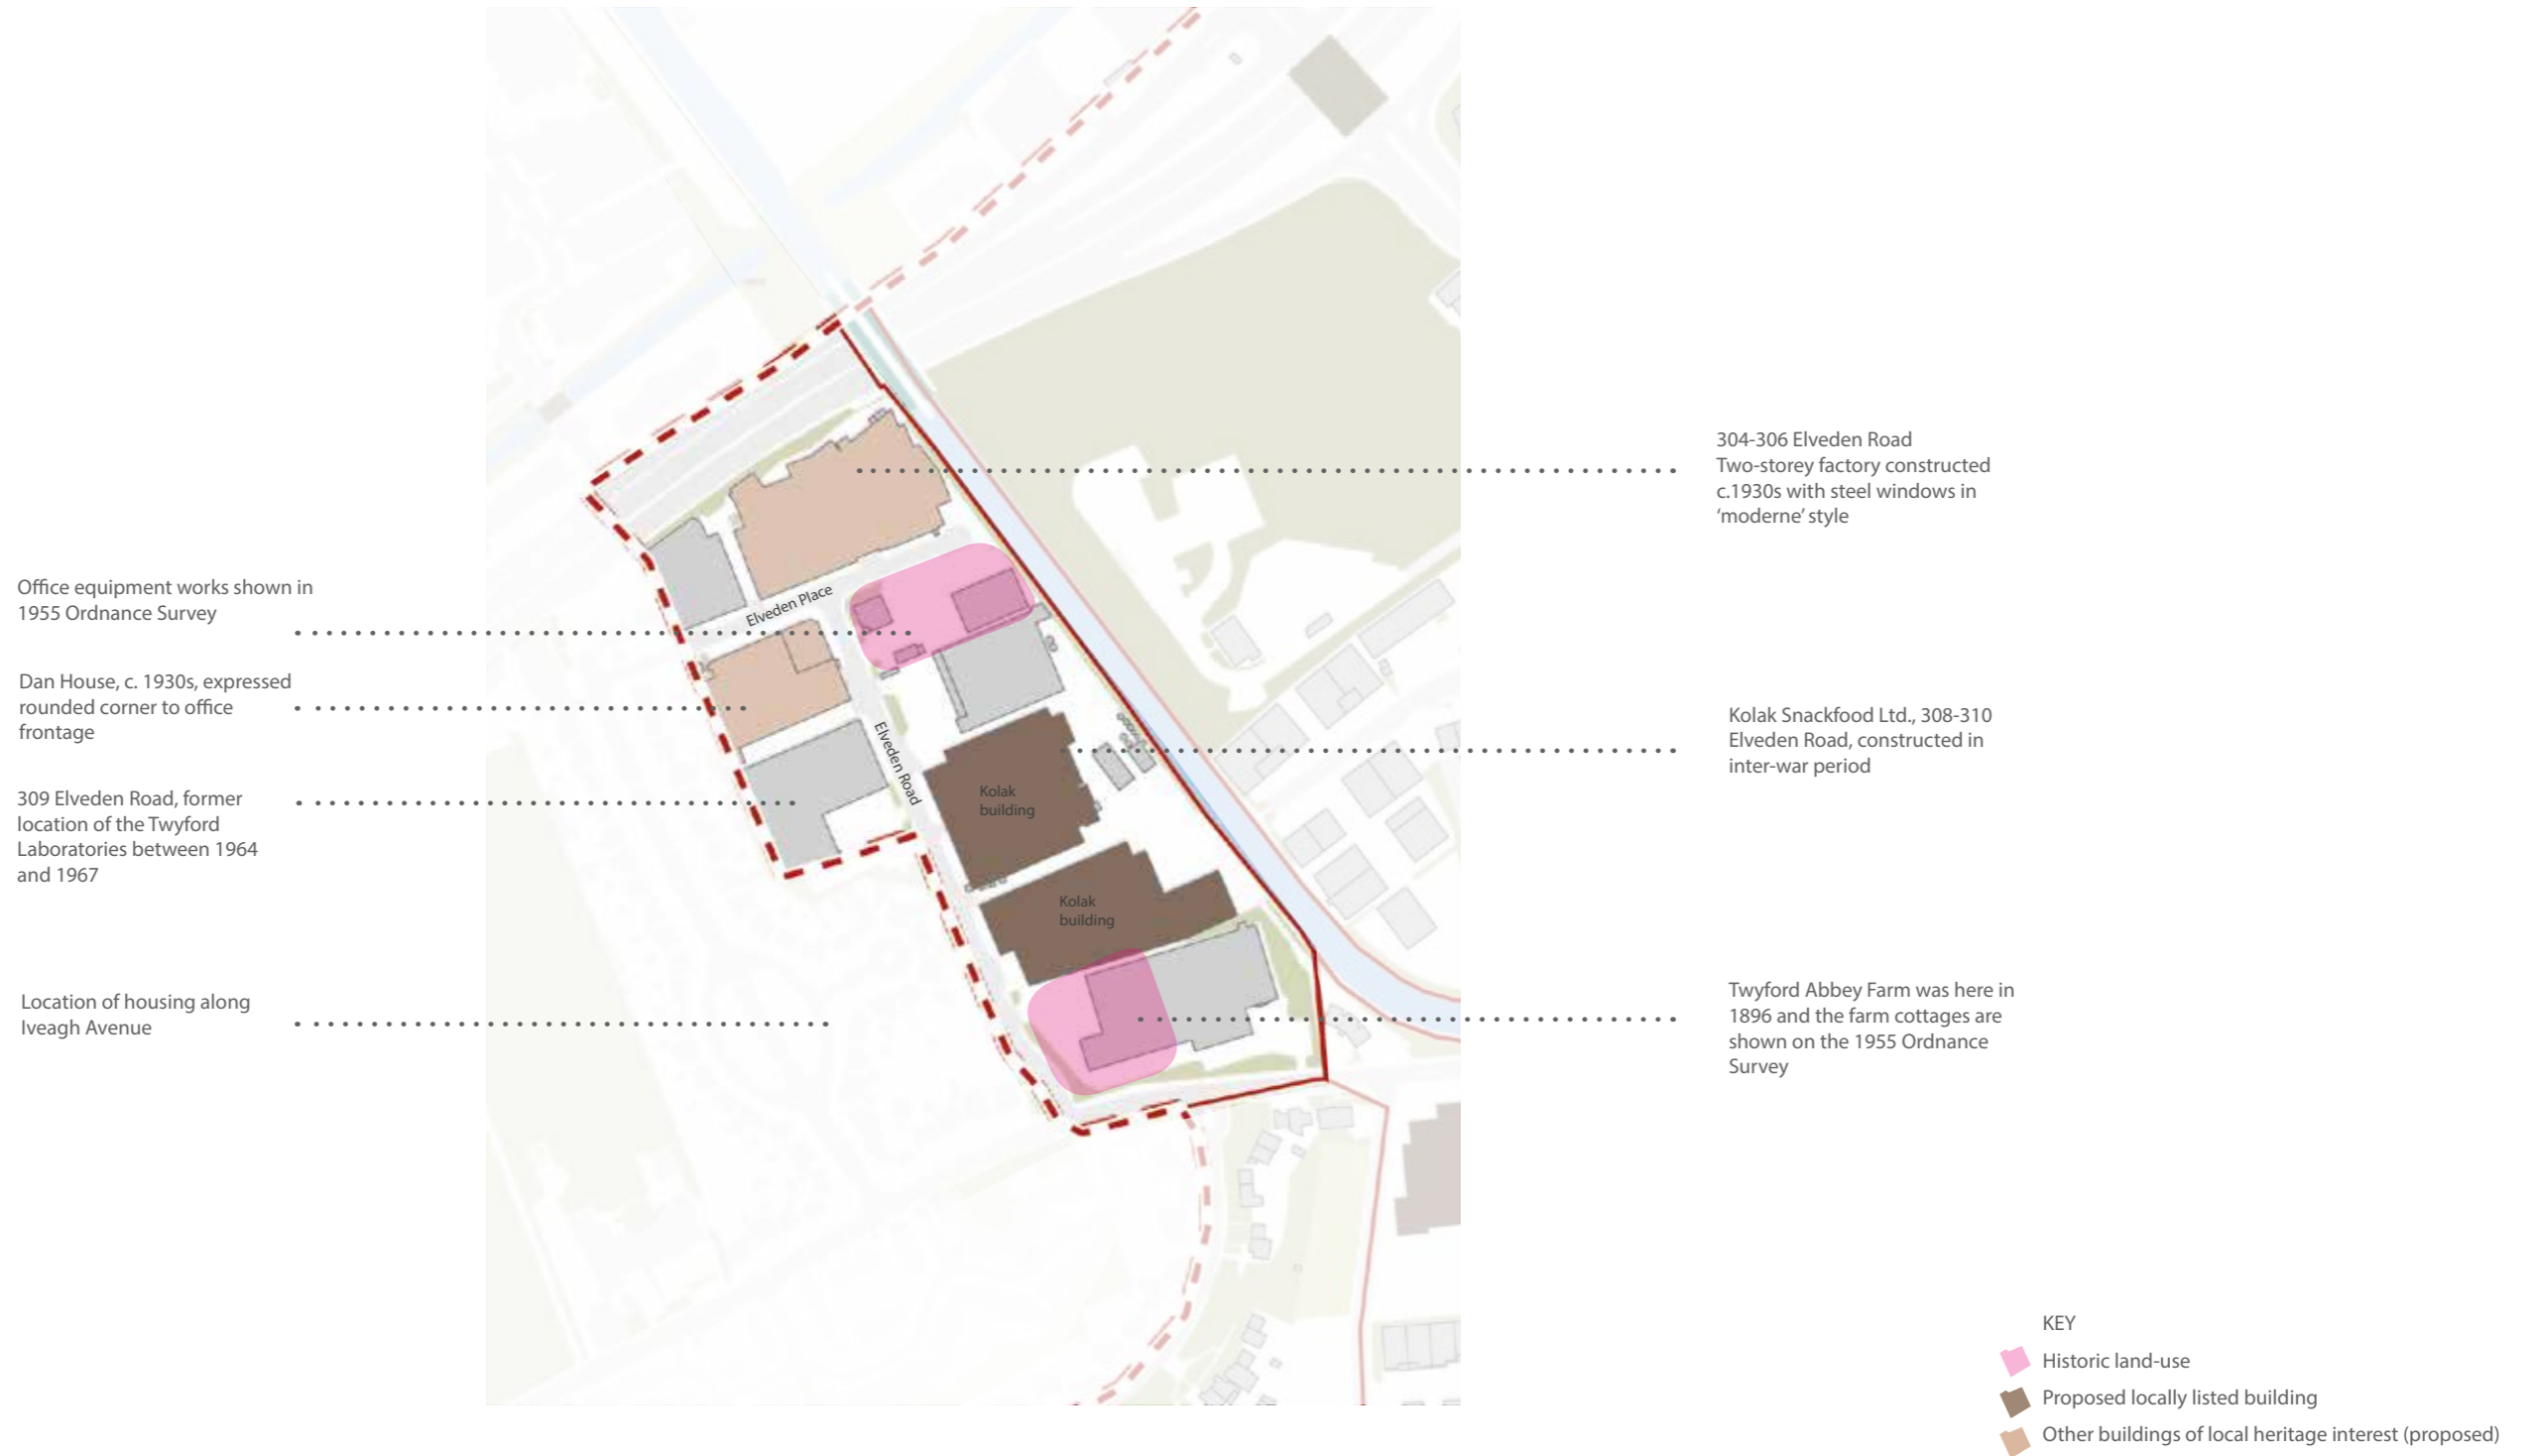 Office equipment works shown in
1955 Ordnance Survey
Dan House, c. 1930s, expressed
rounded corner to office
frontage
309 Elveden Road, former
location of the Twyford
Laboratories between 1964
and 1967
Location of housing along
Iveagh Avenue
Elveden Place
Elveden Road
Kolak
building
Kolak
building
304-306 Elveden Road
Two-storey factory constructed
c.1930s with steel windows in
‘moderne’ style
Kolak Snackfood Ltd., 308-310
Elveden Road, constructed in
inter-war period
Twyford Abbey Farm was here in
1896 and the farm cottages are
shown on the 1955 Ordnance
Survey
KEY
Historic land-use
Proposed locally listed building
Other buildings of local heritage interest (proposed)